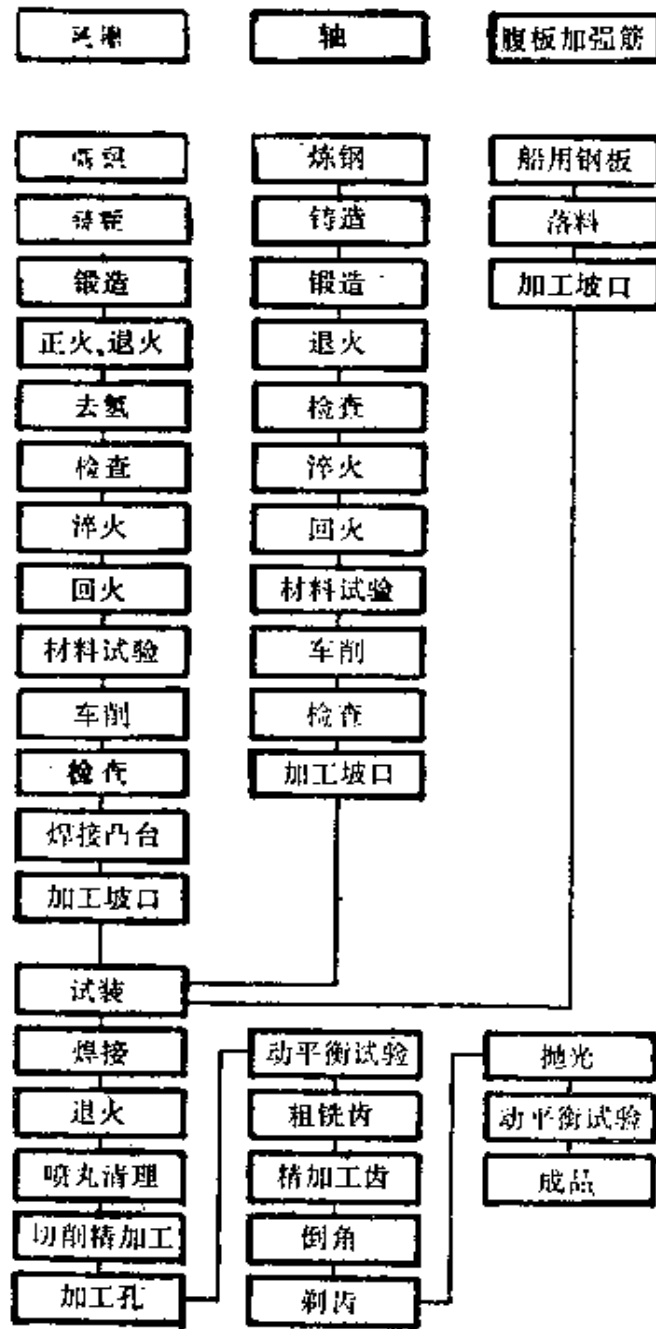 轴
腹板加强筋
炼钢
铸造
锻造
退火
检查
淬火
回火
材料试验
车削
检查
加工坡口
船用钢板
落料
加工坡口
锻造
正火、退火
去氢
检查
淬火
回火
材料试验
车削
检查
焊接凸台
加工坡口
试装
焊接
退火
喷丸清理
切削精加工
加工孔
动平衡试验
粗铣齿
精加工齿
倒角
剃齿
抛光
动平衡试验
成品